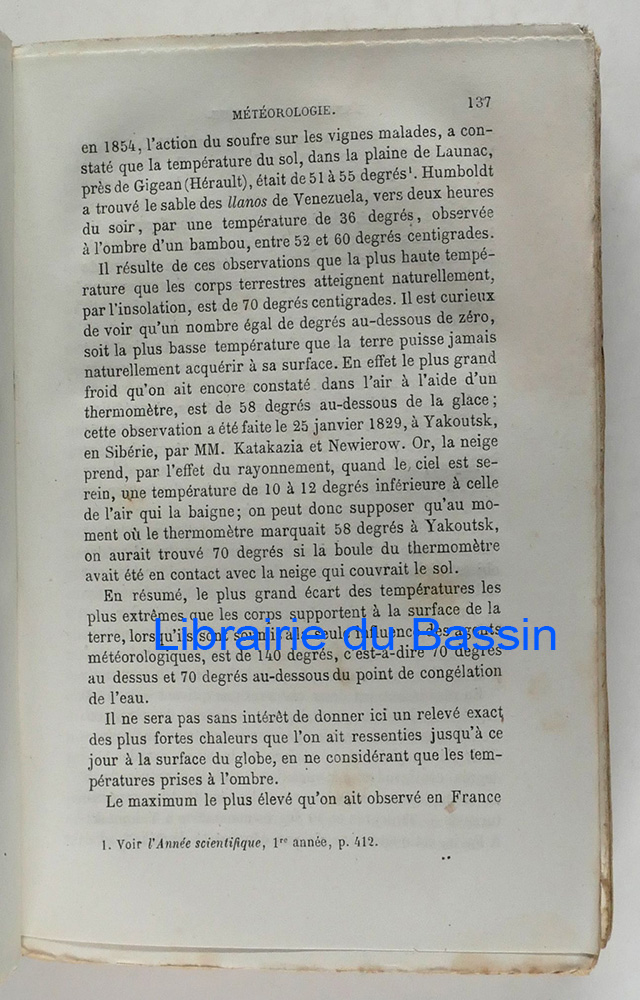 MÉTÉOROLOGIE. 137
en 1854, l'action du soufre sur les vignes malades, a con-
staté que la température du sol, dans la plaine de Launac,
près de Gigean (Hérault), était de 51 à 55 degrés¹. Humboldt
a trouvé le sable des llanos de Venezuela, vers deux heures
du soir, par une température de 36 degrés, observée
à l'ombre d'un bambou, entre 52 et 60 degrés centigrades.
Il résulte de ces observations que la plus haute tempé-
rature que les corps terrestres atteignent naturellement,
par l'insolation, est de 70 degrés centigrades. Il est curieux
de voir qu'un nombre égal de degrés au-dessous de zéro,
soit la plus basse température que la terre puisse jamais
naturellement acquérir à sa surface. En effet le plus grand
froid qu'on ait encore constaté dans l'air à l'aide d'un
thermomètre, est de 58 degrés au-dessous de la glace;
cette observation a été faite le 25 janvier 1829, à Yakoutsk,
en Sibérie, par MM. Katakazia et Newierow. Or, la neige
prend, par l'effet du rayonnement, quand le ciel est se-
rein, une température de 10 à 12 degrés inférieure à celle
de l'air qui la baigne; on peut donc supposer qu'au mo-
ment où le thermomètre marquait 58 degrés à Yakoutsk,
on aurait trouvé 70 degrés si la boule du thermomètre
avait été en contact avec la neige qui couvrait le sol.
En résumé, le plus grand écart des températures les
plus extrêmes que les corps supportent à la surface de la
terre, lorsqu'ils sont soumis à la seule influence des agents
Librairie du Bassin
météorologiques, est de 140 degrés, c'est-à-dire 70 degrés
au dessus et 70 degrés au-dessous du point de congélation
de l'eau.
Il ne sera pas sans intérêt de donner ici un relevé exact
des plus fortes chaleurs que l'on ait ressenties jusqu'à ce
jour à la surface du globe, en ne considérant que les tem-
pératures prises à l'ombre.
Le maximum le plus élevé qu'on ait observé en France
1. Voir l'Année scientifique, 1re année, p. 412.